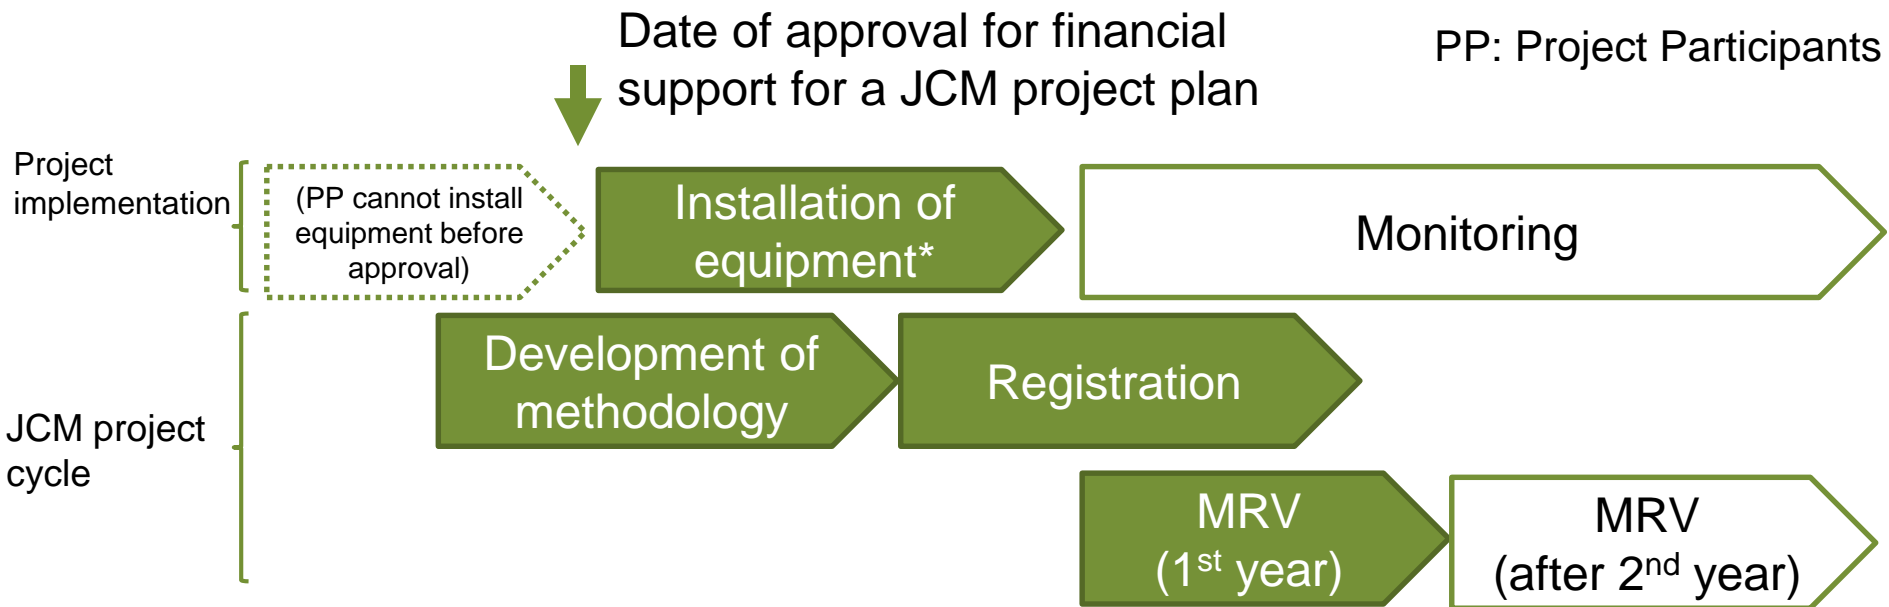 Date of approval for financial
support for a JCM project plan
PP: Project Participants
Project
implementation
(PP cannot install
equipment before
approval)
Installation of
equipment*
Monitoring
JCM project
cycle
Development of
methodology
Registration
MRV
(1st year)
MRV
(after 2nd year)